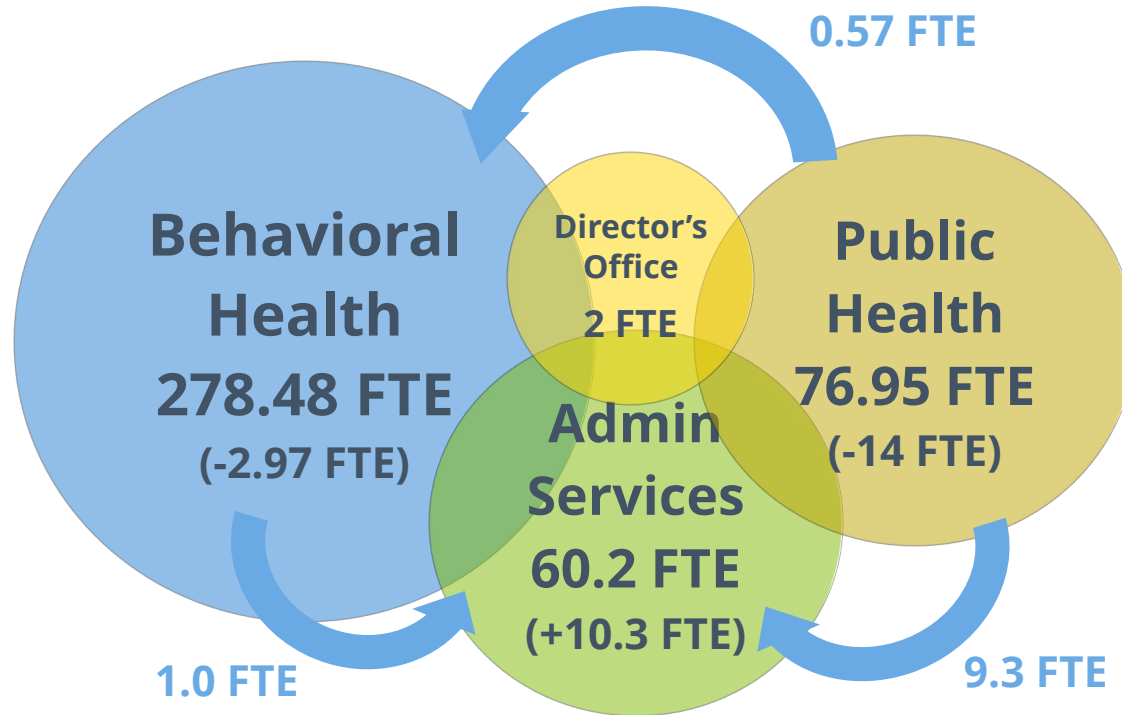 0.57 FTE
Behavioral
Health
278.48 FTE
(-2.97 FTE)
Director’s
Office
2 FTE
Public
Health
76.95 FTE
(-14 FTE)
Admin
Services
60.2 FTE
(+10.3 FTE)
1.0 FTE
9.3 FTE